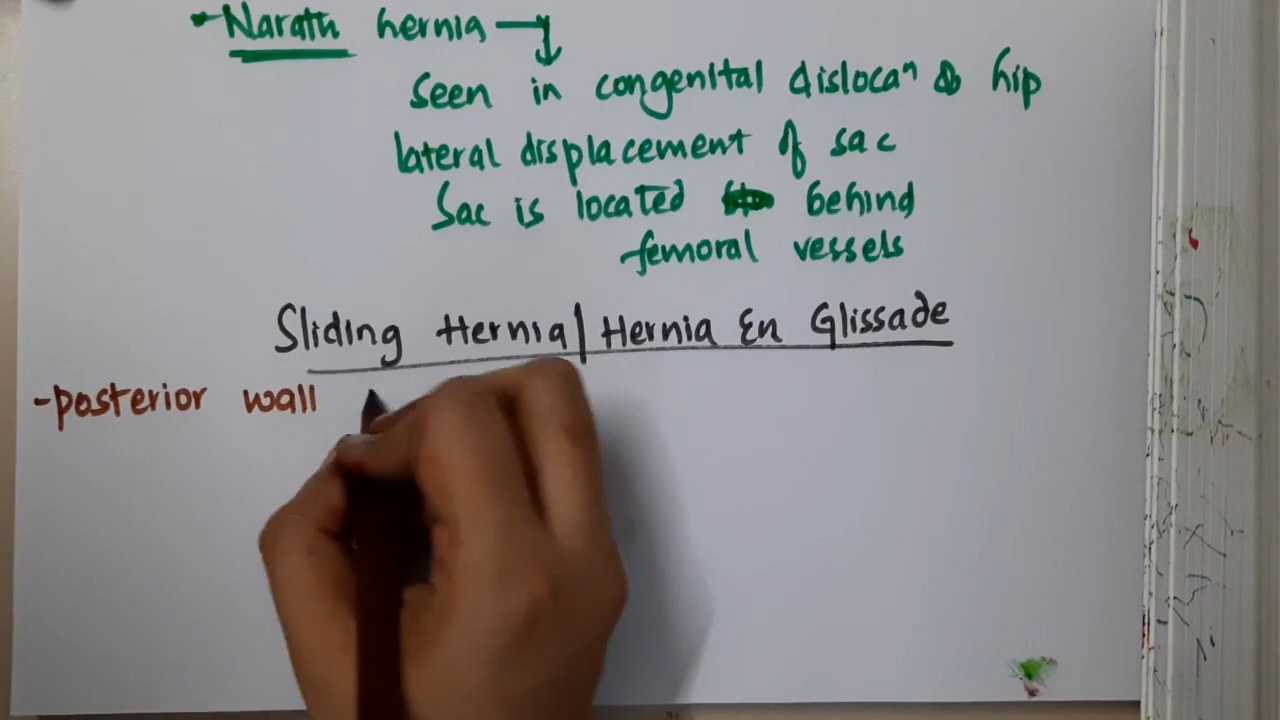 *Narath hernia →
Seen in congenital dislocaⁿ & hip
lateral displacement of sac
Sac is located behind
femoral vessels
Sliding Hernia | Hernia En Glissade
-posterior wall